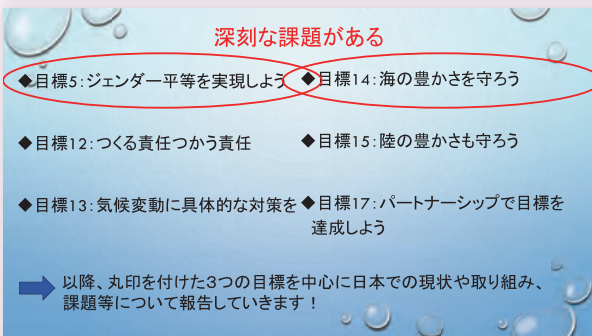 深刻な課題がある
◆目標5:ジェンダー平等を実現しよう
◆目標14:海の豊かさを守ろう
◆目標12:つくる責任つかう責任
◆目標15:陸の豊かさも守ろう
◆目標13:気候変動に具体的な対策を
◆目標17:パートナーシップで目標を
達成しよう
以降、丸印を付けた3つの目標を中心に日本での現状や取り組み、
課題等について報告していきます！